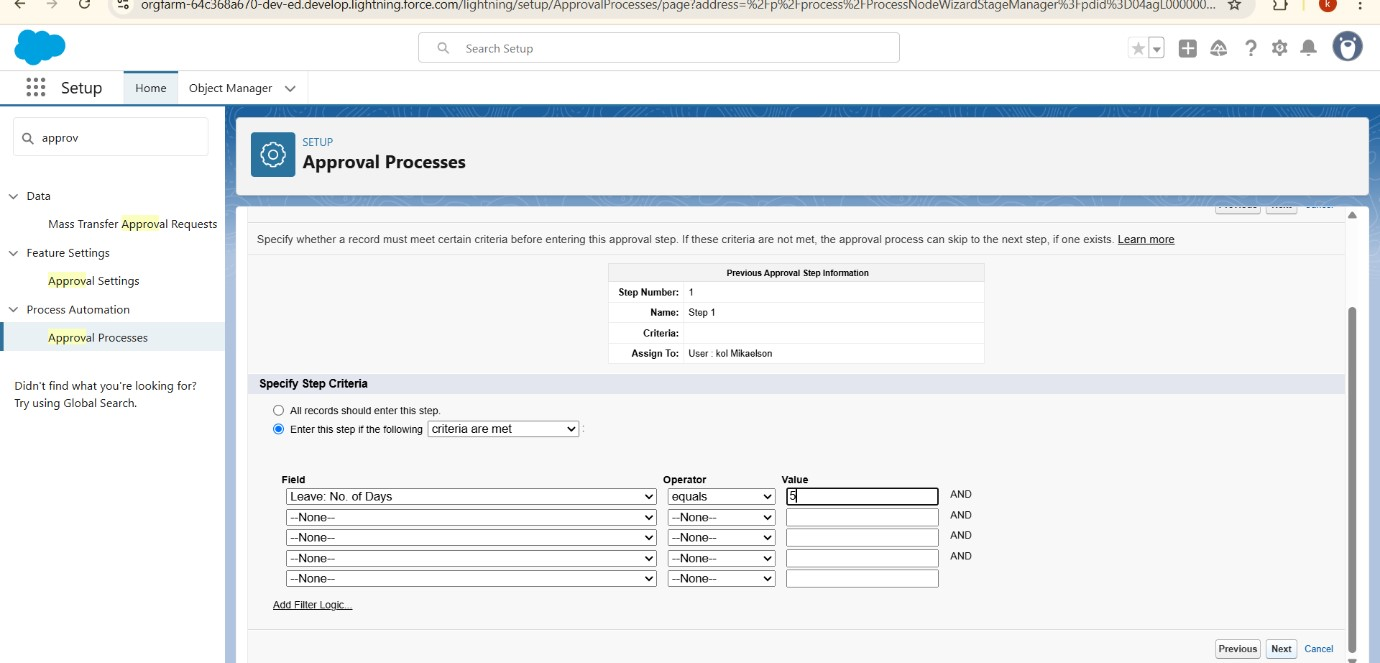 orgfarm-64c368a670-dev-ed.develop.lightning.force.com/lightning/setup/ApprovalProcesses/page?address=%2Fp%2Fprocess%2FProcessNodeWizardStageManager%3Fpdid%3D04agL000000...
k
Search Setup
Setup
Home
Object Manager
approv
SETUP
Approval Processes
Data
Mass Transfer Approval Requests
Feature Settings
Approval Settings
Process Automation
Approval Processes
Didn't find what you're looking for?
Try using Global Search.
Previous Next Cancel
Specify whether a record must meet certain criteria before entering this approval step. If these criteria are not met, the approval process can skip to the next step, if one exists. Learn more
Previous Approval Step Information
Step Number: 1
Name: Step 1
Criteria:
Assign To: User : kol Mikaelson
Specify Step Criteria
All records should enter this step.
Enter this step if the following criteria are met :
Field Operator Value
Leave: No. of Days equals 5 AND
--None-- --None-- AND
--None-- --None-- AND
--None-- --None-- AND
--None-- --None--
Add Filter Logic...
Previous Next Cancel